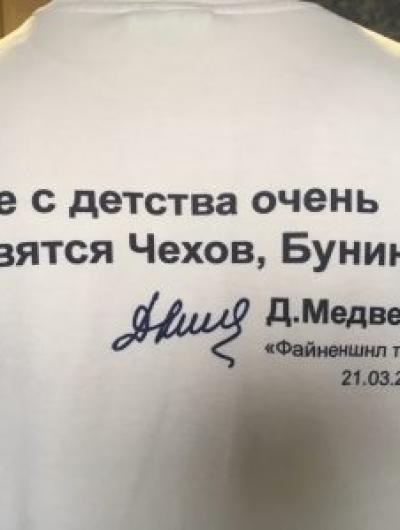 е с детства очень
вятся Чехов, Бунин
Д.Медве
«Файненшнл т
21.03.2